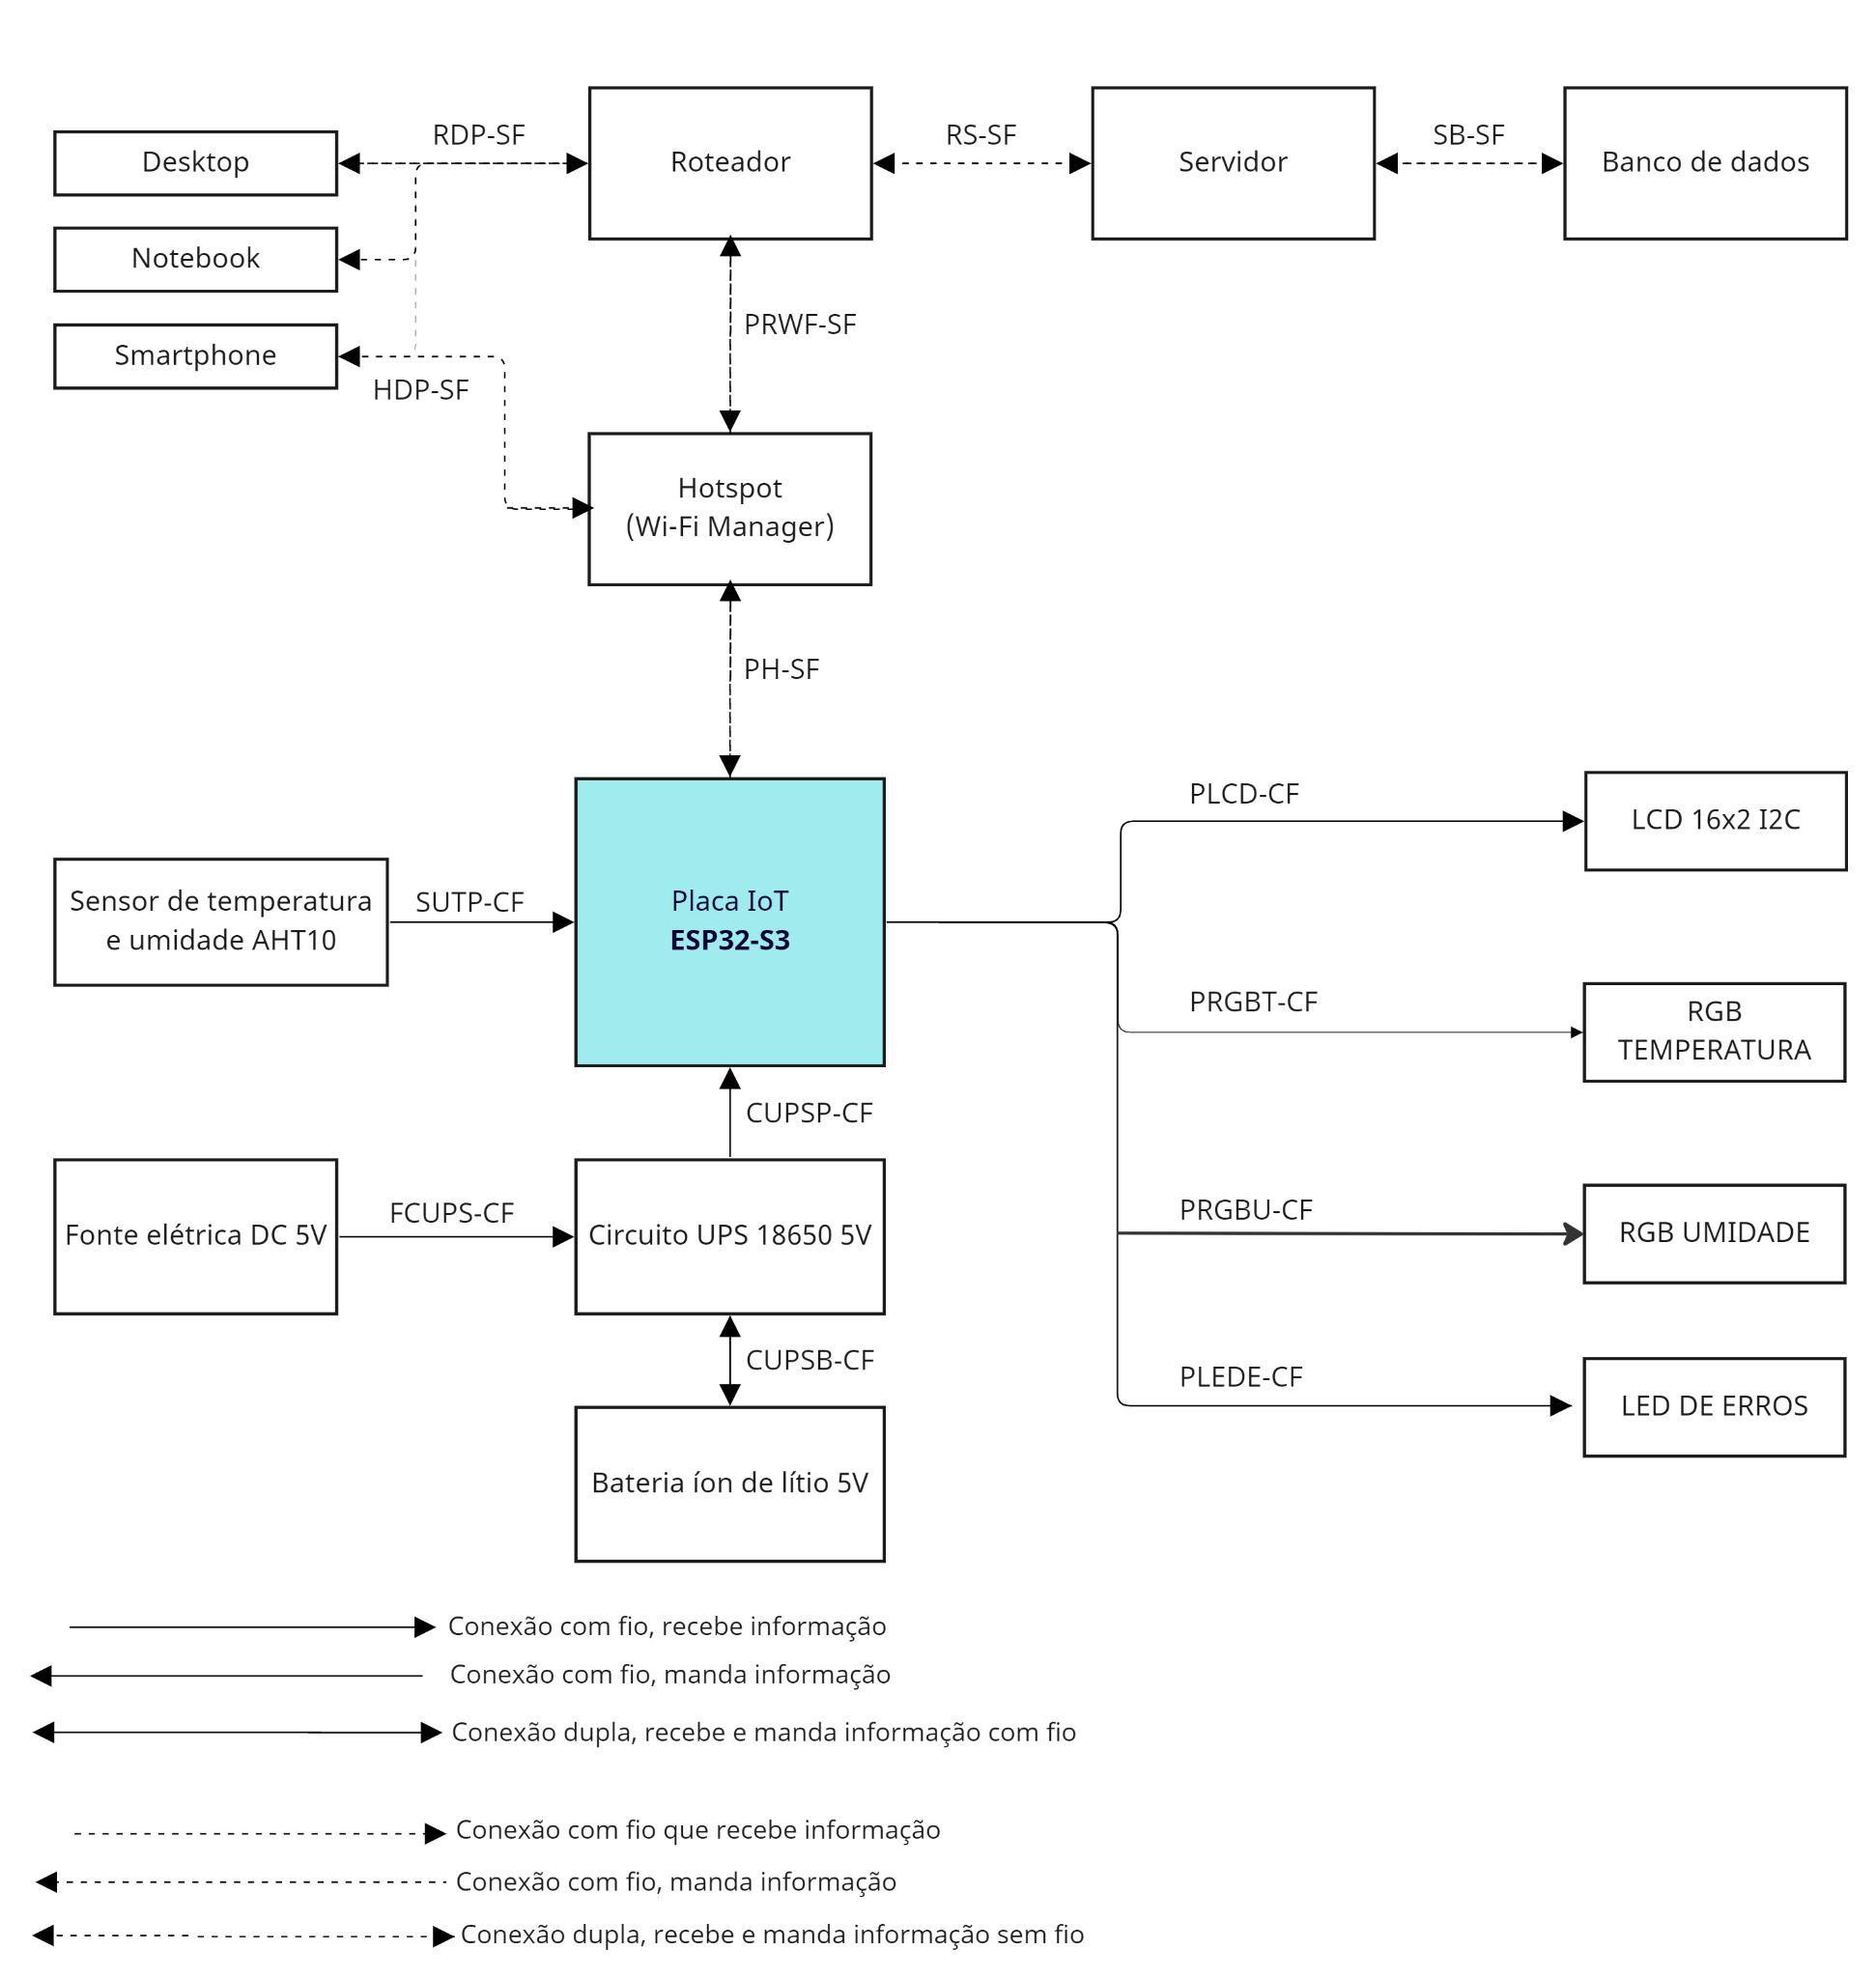 Desktop
RDP-SF
Roteador
RS-SF
Servidor
SB-SF
Banco de dados
Notebook
Smartphone
HDP-SF
PRWF-SF
Hotspot
(Wi-Fi Manager)
PH-SF
Sensor de temperatura
e umidade AHT10
SUTP-CF
Placa IoT
ESP32-S3
PLCD-CF
LCD 16x2 I2C
PRGBT-CF
RGB
TEMPERATURA
CUPSP-CF
Fonte elétrica DC 5V
FCUPS-CF
Circuito UPS 18650 5V
PRGBU-CF
RGB UMIDADE
CUPSB-CF
PLEDE-CF
LED DE ERROS
Bateria íon de lítio 5V
Conexão com fio, recebe informação
Conexão com fio, manda informação
Conexão dupla, recebe e manda informação com fio
Conexão com fio que recebe informação
Conexão com fio, manda informação
Conexão dupla, recebe e manda informação sem fio